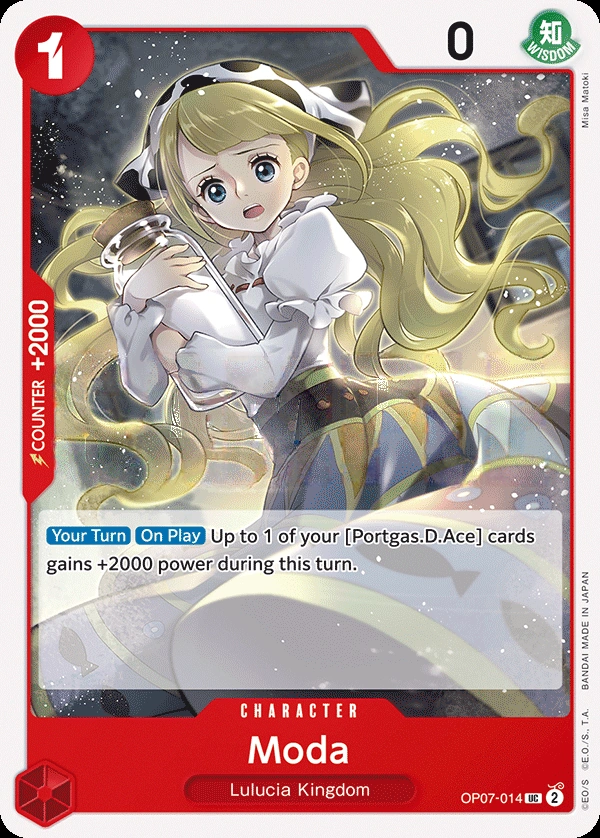 1
0
知
WISDOM
Misa Matoki
COUNTER +2000
Your Turn On Play Up to 1 of your [Portgas.D.Ace] cards
gains +2000 power during this turn.
CHARACTER
Moda
Lulucia Kingdom
OP07-014 UC 2
©EO/S ©E.O./S., T.A. BANDAI MADE IN JAPAN